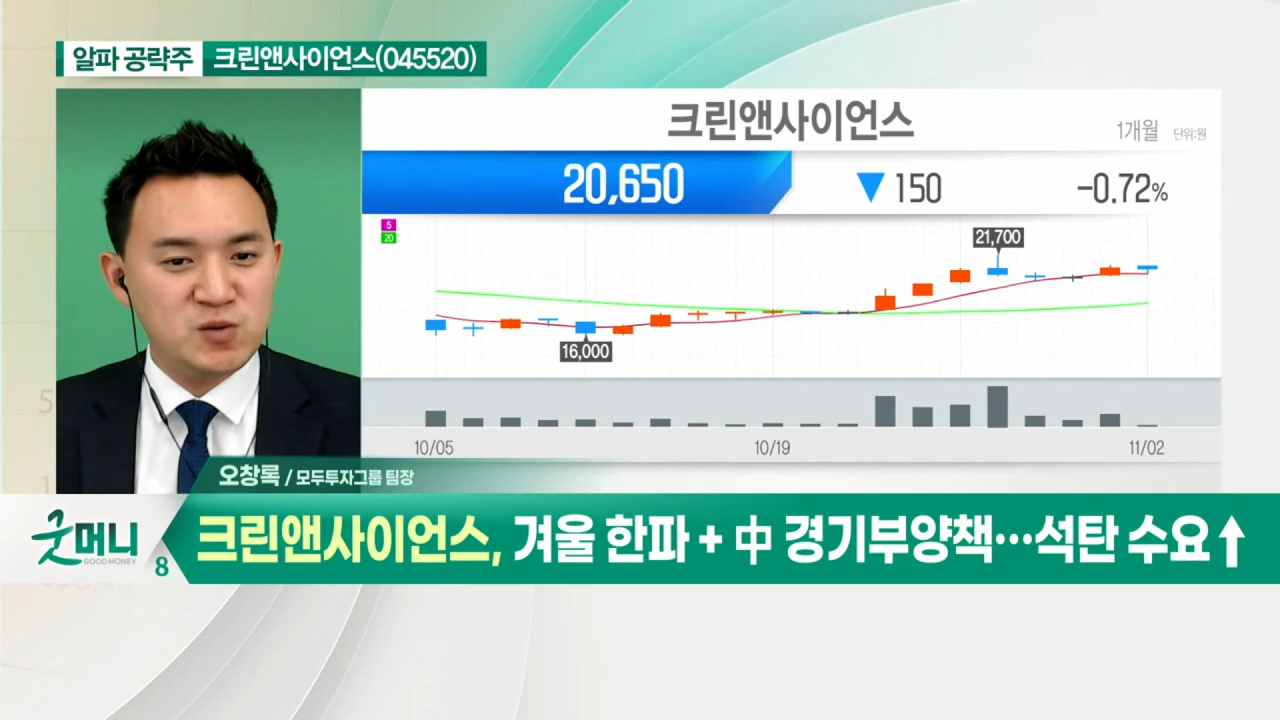 알파 공략주 크린앤사이언스(045520)
크린앤사이언스
1개월 단위:원
20,650 ▼150 -0.72%
5
20
21,700
16,000
10/05 10/19 11/02
오창록 / 모두투자그룹 팀장
굿머니
GOOD MONEY
8
크린앤사이언스, 겨울 한파 + 中 경기부양책…석탄 수요↑